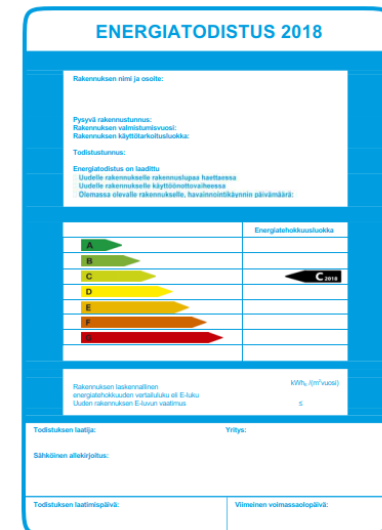 ENERGIATODISTUS 2018
Rakennuksen nimi ja osoite:
Pysyvä rakennustunnus:
Rakennuksen valmistumisvuosi:
Rakennuksen käyttötarkoitusluokka:
Todistustunnus:
Energiatodistus on laadittu
Uudelle rakennukselle rakennuslupaa haettaessa
Uudelle rakennukselle käyttöönottovaiheessa
Olemassa olevalle rakennukselle, havainnointikäynnin päivämäärä:
Energiatehokkuusluokka
A
B
C
C 2018
D
E
F
G
Rakennuksen laskennallinen
energiatehokkuuden vertailuluku eli E-luku
kWhE /(m²vuosi)
Uuden rakennuksen E-luvun vaatimus ≤
Todistuksen laatija: Yritys:
Sähköinen allekirjoitus:
Todistuksen laatimispäivä: Viimeinen voimassaolopäivä: